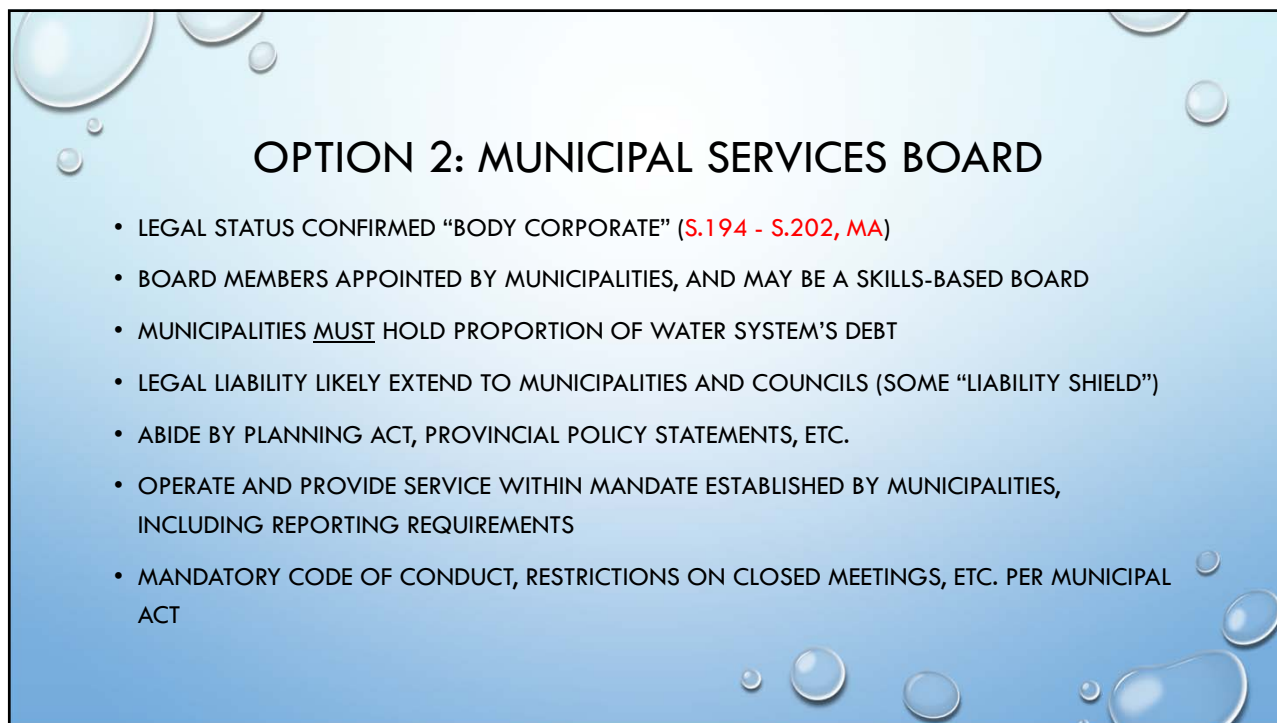 OPTION 2: MUNICIPAL SERVICES BOARD
• LEGAL STATUS CONFIRMED “BODY CORPORATE” (S.194 - S.202, MA)
• BOARD MEMBERS APPOINTED BY MUNICIPALITIES, AND MAY BE A SKILLS-BASED BOARD
• MUNICIPALITIES MUST HOLD PROPORTION OF WATER SYSTEM’S DEBT
• LEGAL LIABILITY LIKELY EXTEND TO MUNICIPALITIES AND COUNCILS (SOME “LIABILITY SHIELD”)
• ABIDE BY PLANNING ACT, PROVINCIAL POLICY STATEMENTS, ETC.
• OPERATE AND PROVIDE SERVICE WITHIN MANDATE ESTABLISHED BY MUNICIPALITIES,
INCLUDING REPORTING REQUIREMENTS
• MANDATORY CODE OF CONDUCT, RESTRICTIONS ON CLOSED MEETINGS, ETC. PER MUNICIPAL
ACT